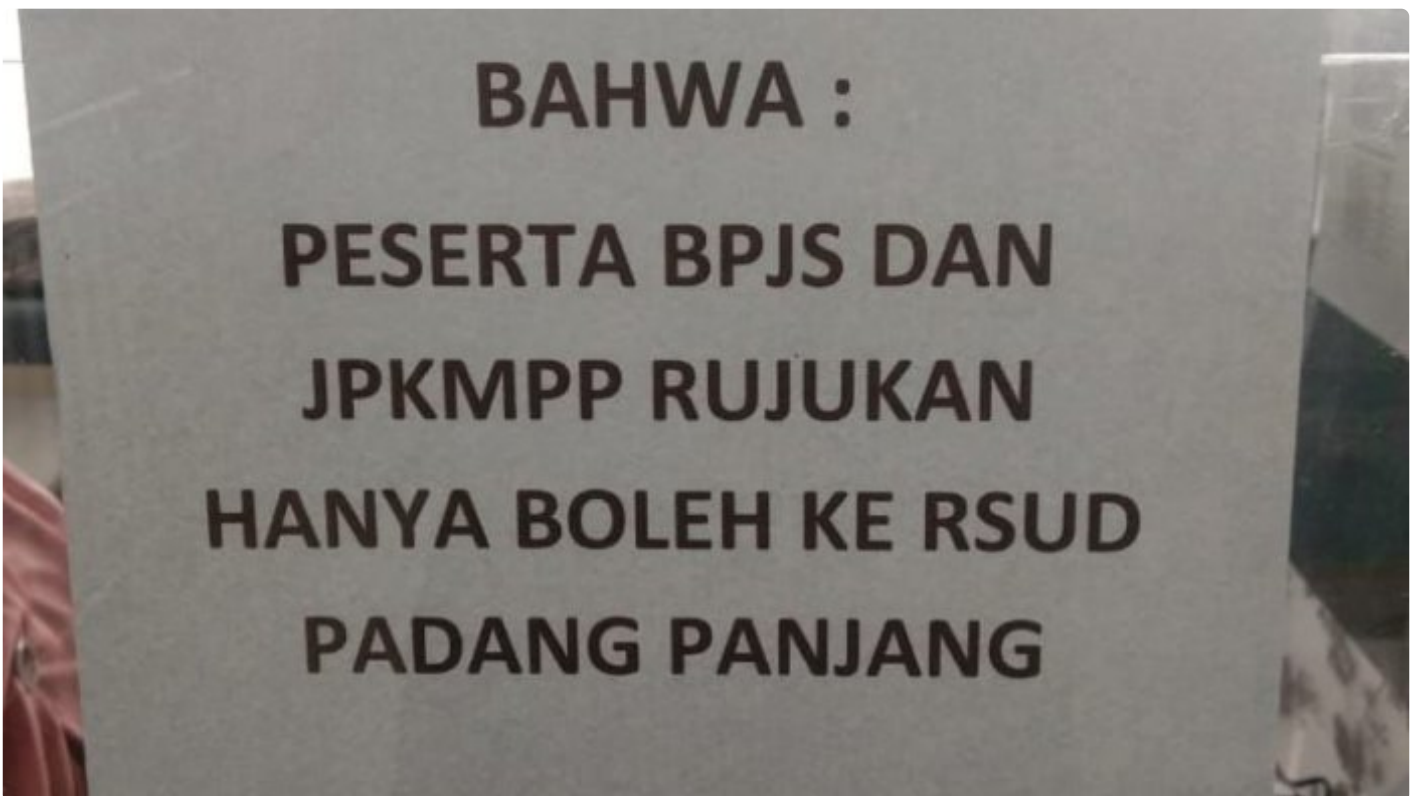 BAHWA :
PESERTA BPJS DAN
JPKMPP RUJUKAN
HANYA BOLEH KE RSUD
PADANG PANJANG